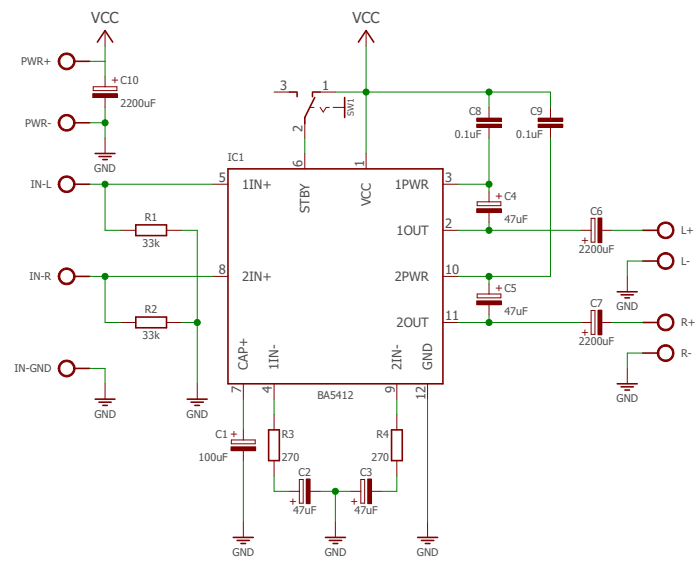 VCC
VCC
PWR+
C10
+
2200uF
PWR-
GND
3
1
2
SW1
C8
0.1uF
C9
0.1uF
IC1
6
1
IN-L
5
1IN+
STBY
VCC
1PWR
3
+
C4
47uF
R1
33k
1OUT
2
C6
+
2200uF
L+
L-
GND
IN-R
8
2IN+
2PWR
10
+
C5
47uF
R2
33k
2OUT
11
C7
+
2200uF
R+
R-
GND
IN-GND
GND
GND
CAP+
1IN-
2IN-
GND
7
4
BA5412
9
12
C1
+
100uF
R3
270
R4
270
C2
+
47uF
C3
+
47uF
GND
GND
GND